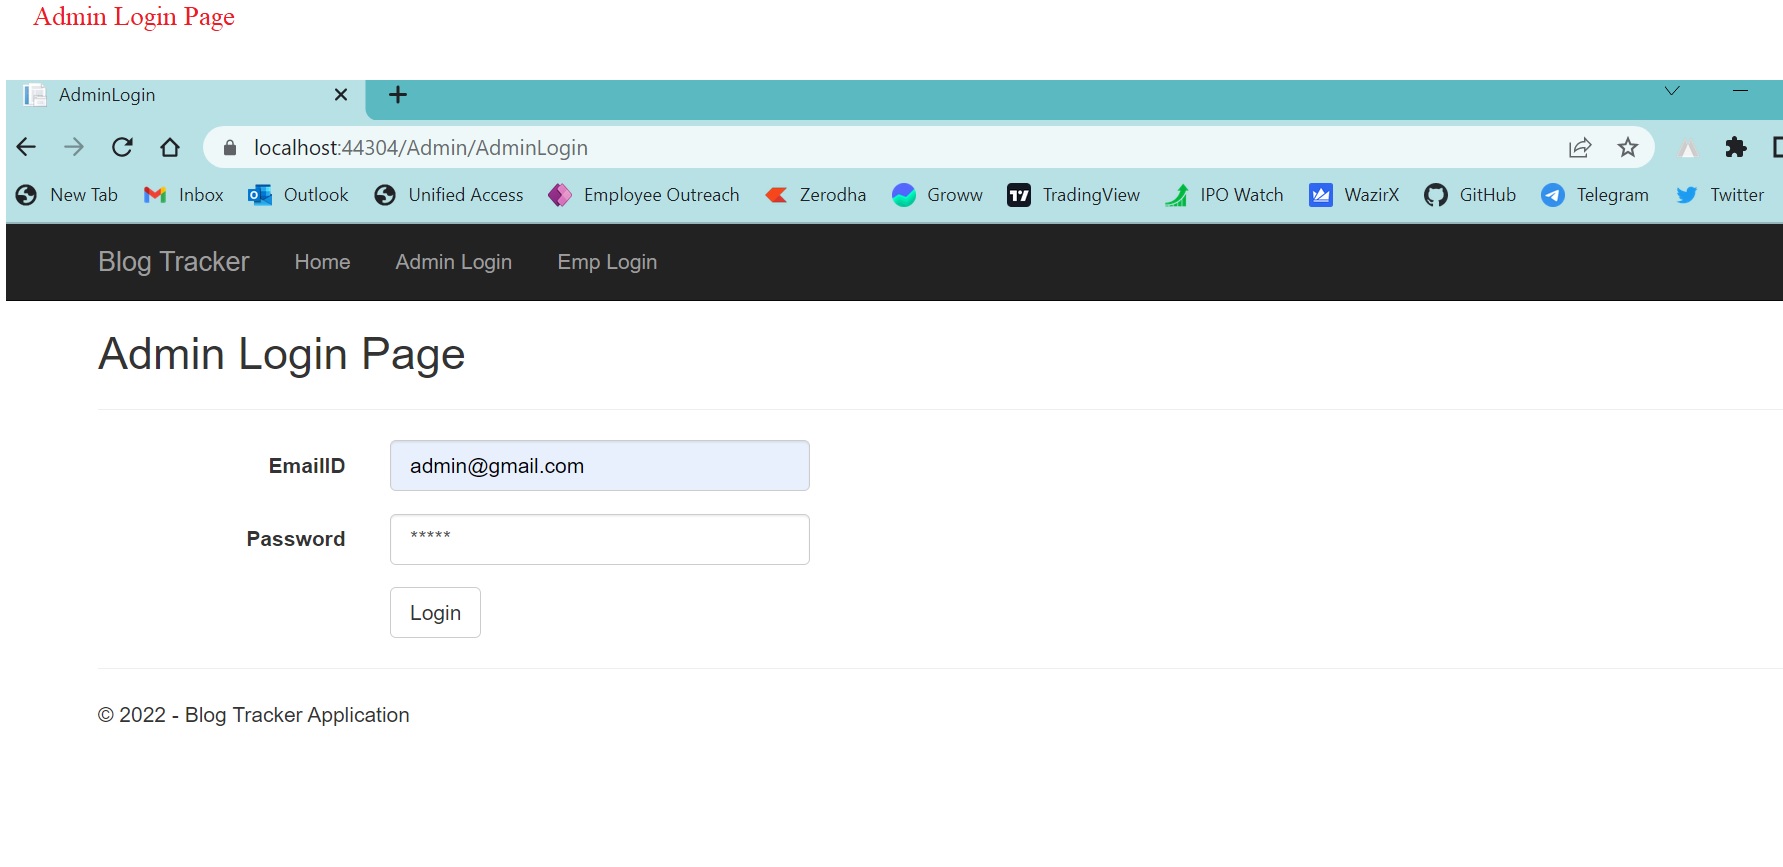 Admin Login Page
AdminLogin
localhost:44304/Admin/AdminLogin
New Tab Inbox Outlook Unified Access Employee Outreach Zerodha Groww TradingView IPO Watch WazirX GitHub Telegram Twitter
Blog Tracker Home Admin Login Emp Login
Admin Login Page
EmailID admin@gmail.com
Password *****
Login
© 2022 - Blog Tracker Application